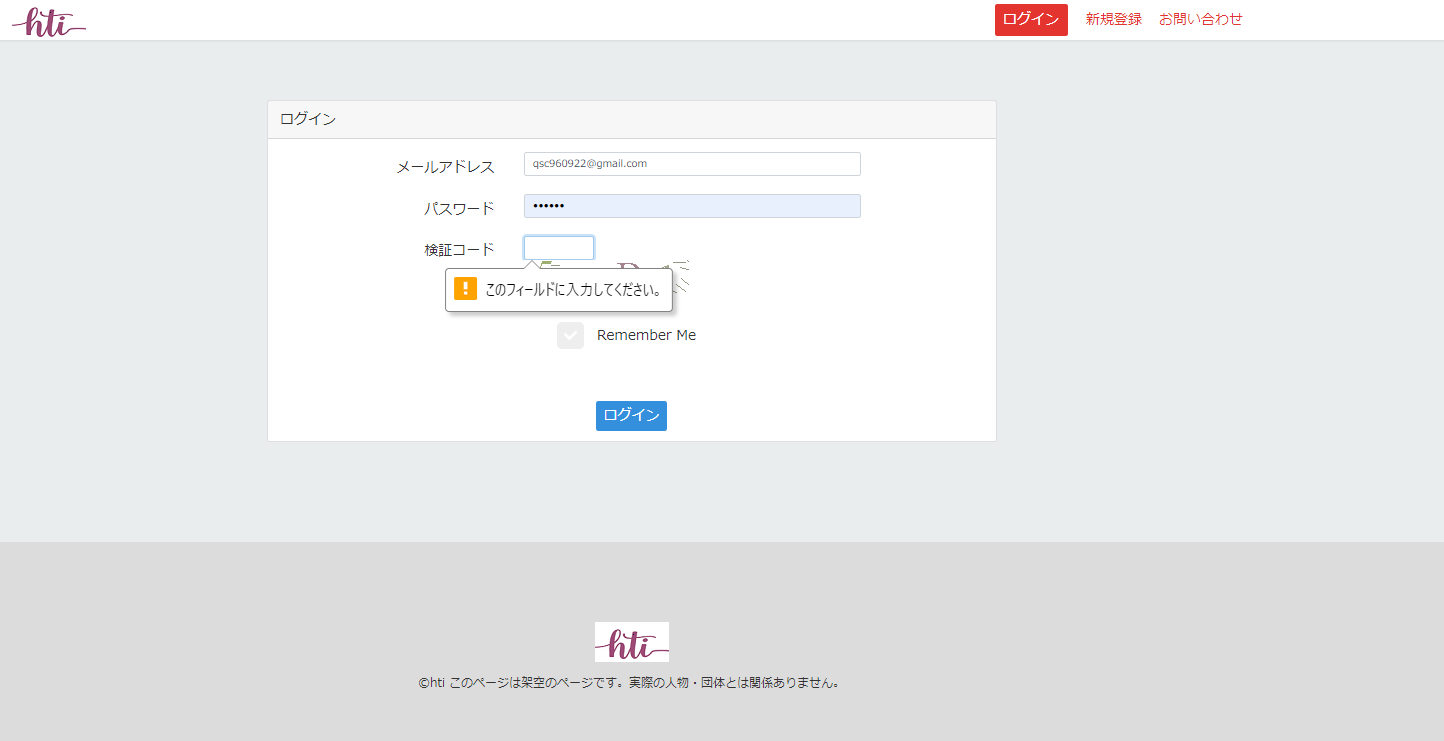 hti
ログイン 新規登録 お問い合わせ
ログイン
メールアドレス qsc960922@gmail.com
パスワード ••••••
検証コード
このフィールドに入力してください。
Remember Me
ログイン
hti
©hti このページは架空のページです。実際の人物・団体とは関係ありません。